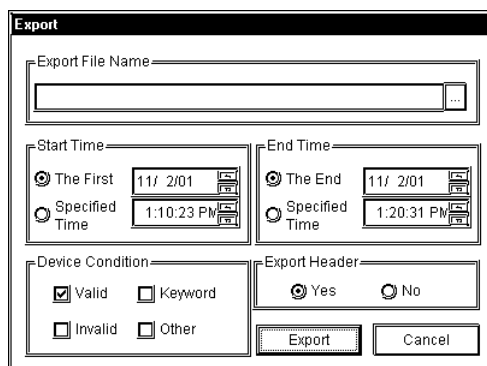 Export
Export File Name
...
Start Time
The First
11/ 2/01
Specified Time
1:10:23 PM
End Time
The End
11/ 2/01
Specified Time
1:20:31 PM
Device Condition
Valid
Keyword
Invalid
Other
Export Header
Yes
No
Export
Cancel